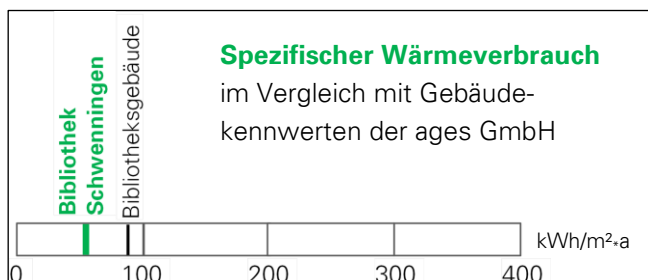 Spezifischer Wärmeverbrauch
im Vergleich mit Gebäude-
kennwerten der ages GmbH
Bibliothek
Schwenningen
Bibliotheksgebäude
kWh/m²*a
0 100 200 300 400